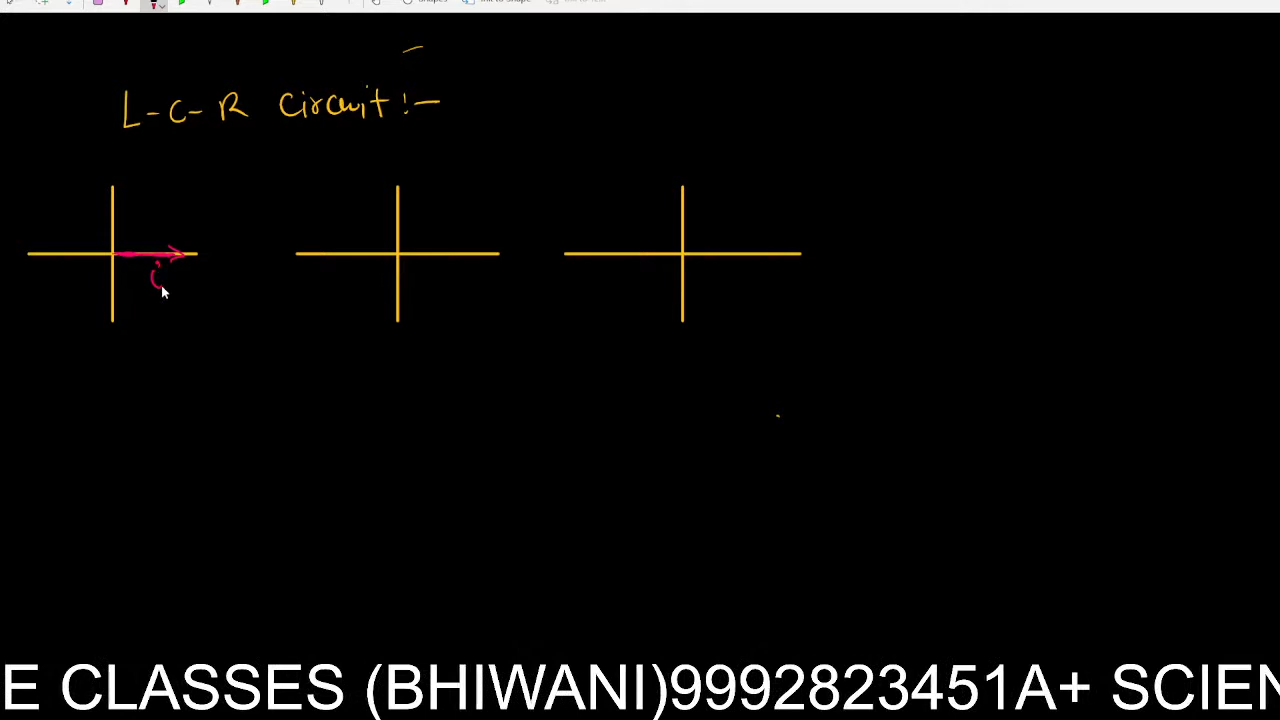 L-C-R Circuit :-
i
E CLASSES (BHIWANI)9992823451A+ SCIEN